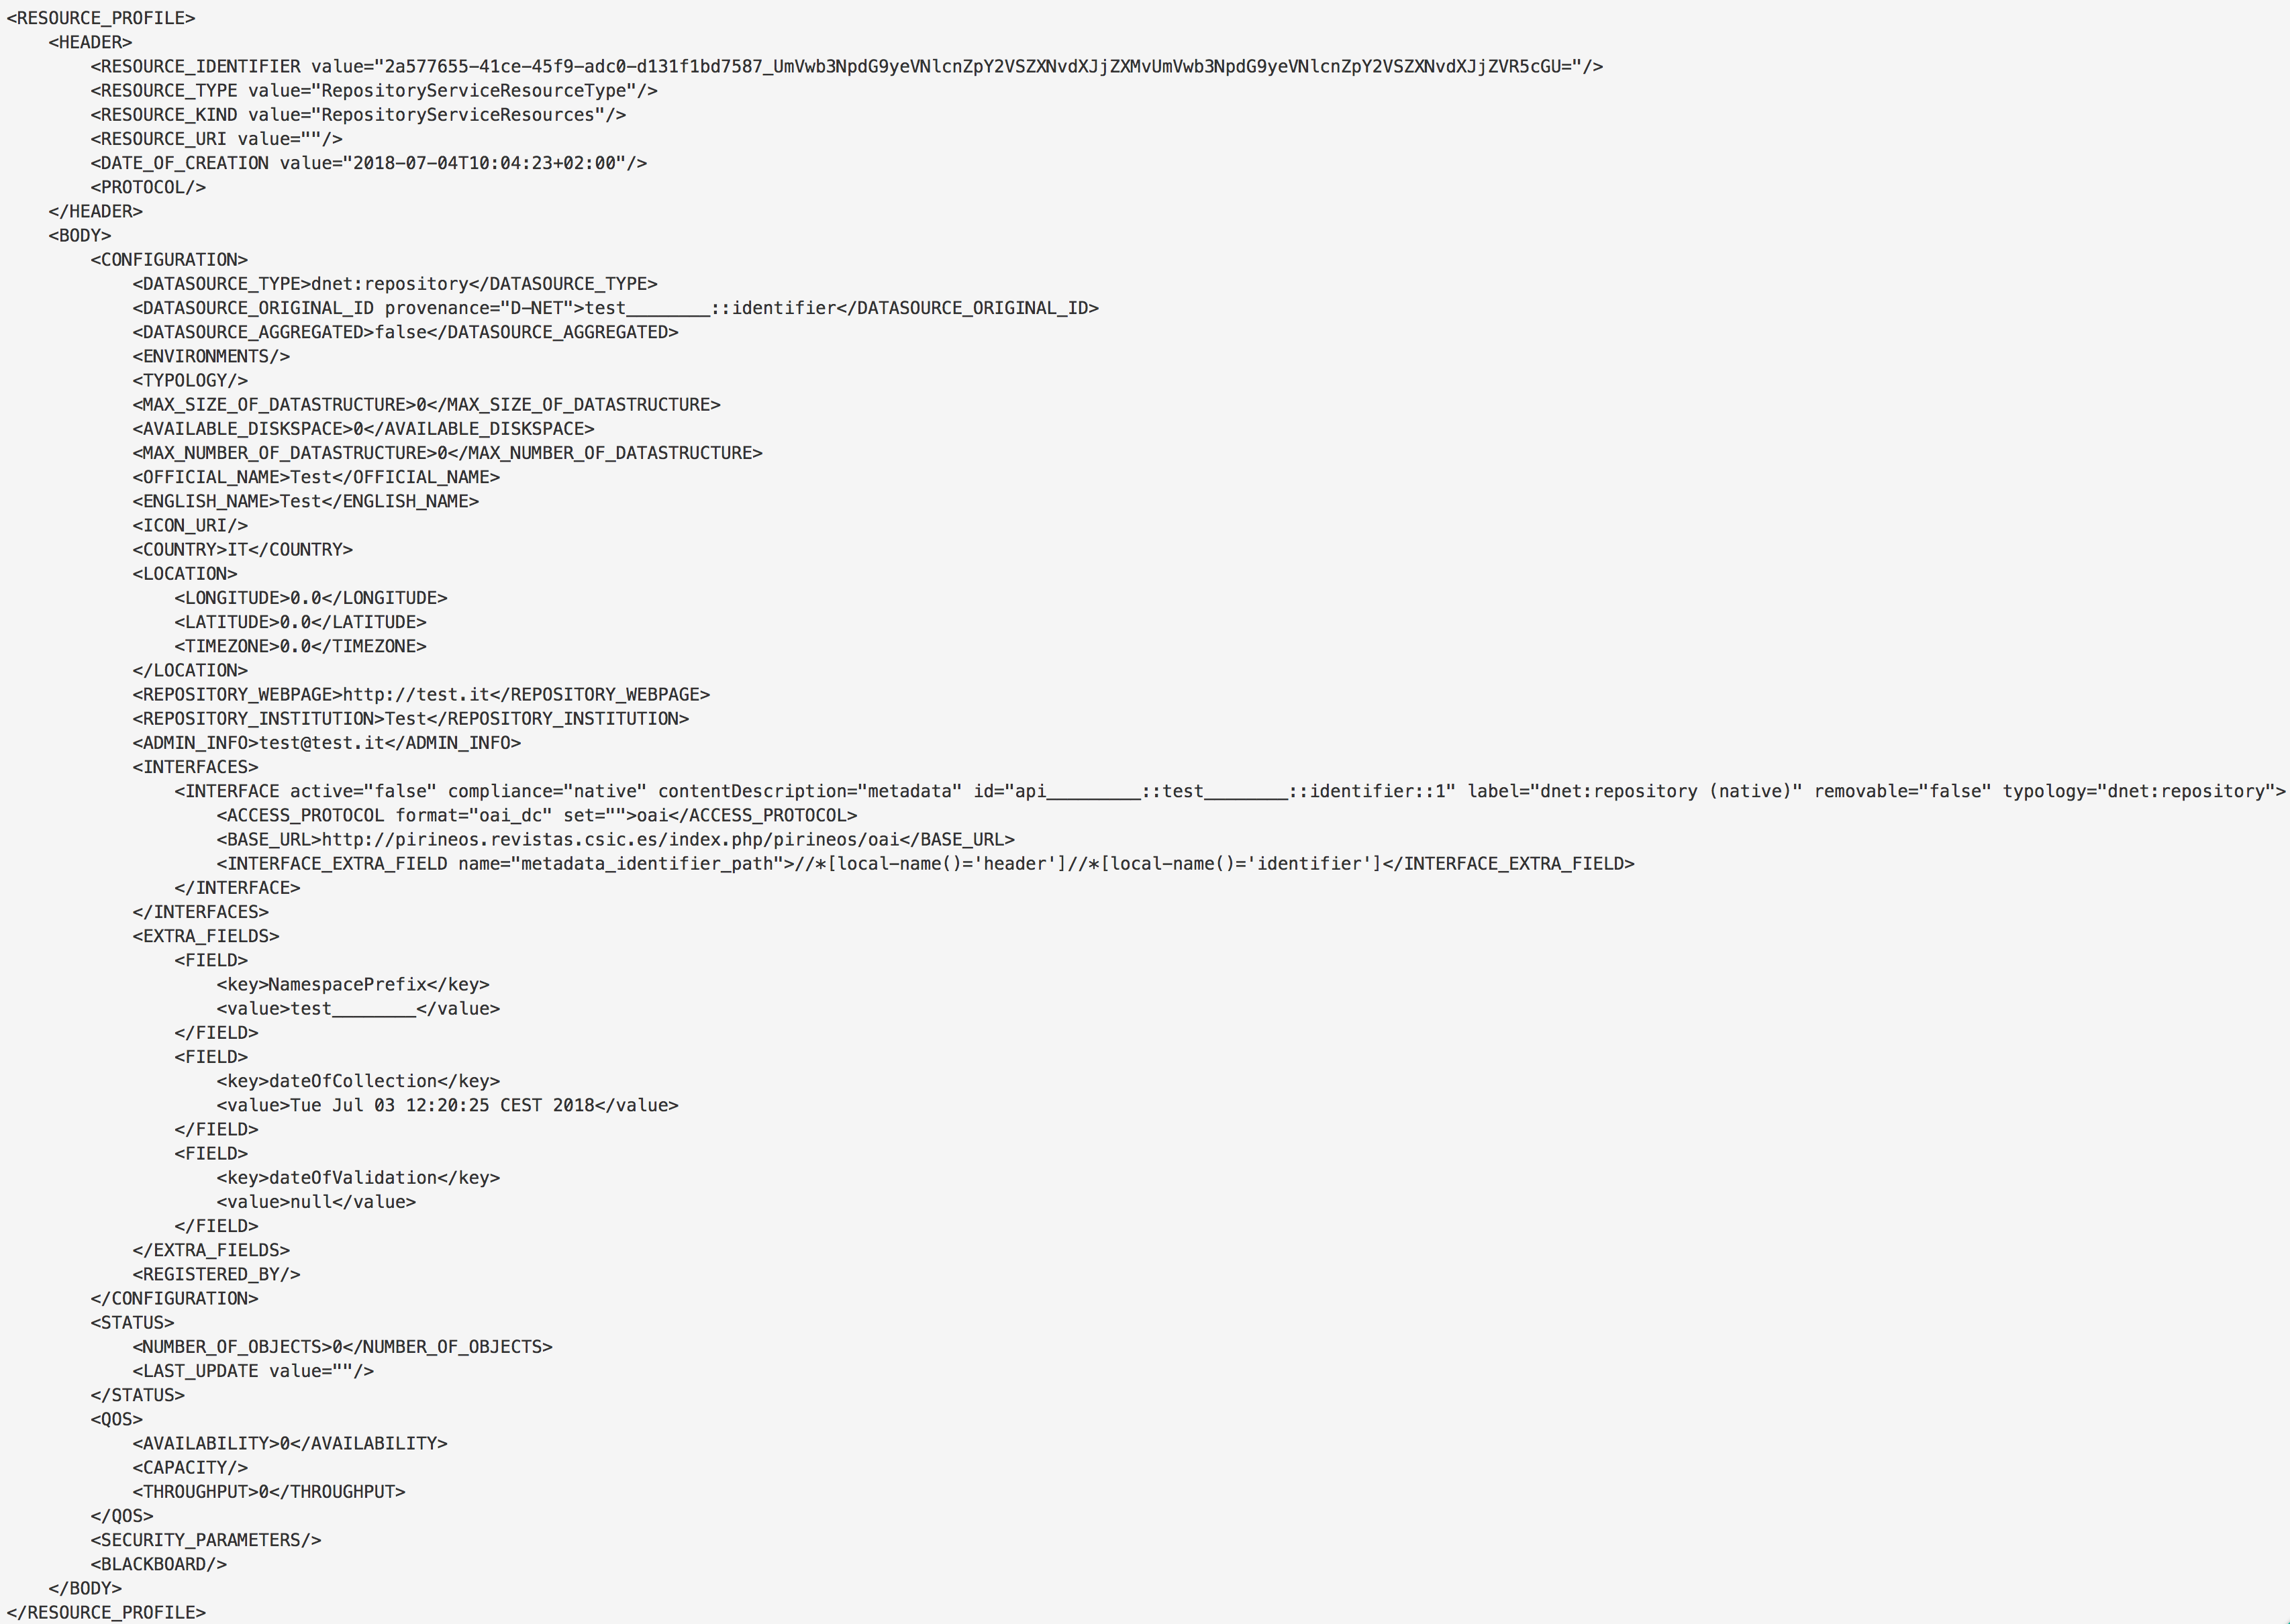 <RESOURCE_PROFILE>
    <HEADER>
        <RESOURCE_IDENTIFIER value="2a577655-41ce-45f9-adc0-d131f1bd7587_UmVwb3NpdG9yeVNlcnZpY2VSZXNvdXJjZXMvUmVwb3NpdG9yeVNlcnZpY2VSZXNvdXJjZVR5cGU="/>
        <RESOURCE_TYPE value="RepositoryServiceResourceType"/>
        <RESOURCE_KIND value="RepositoryServiceResources"/>
        <RESOURCE_URI value=""/>
        <DATE_OF_CREATION value="2018-07-04T10:04:23+02:00"/>
        <PROTOCOL/>
    </HEADER>
    <BODY>
        <CONFIGURATION>
            <DATASOURCE_TYPE>dnet:repository</DATASOURCE_TYPE>
            <DATASOURCE_ORIGINAL_ID provenance="D-NET">test________::identifier</DATASOURCE_ORIGINAL_ID>
            <DATASOURCE_AGGREGATED>false</DATASOURCE_AGGREGATED>
            <ENVIRONMENTS/>
            <TYPOLOGY/>
            <MAX_SIZE_OF_DATASTRUCTURE>0</MAX_SIZE_OF_DATASTRUCTURE>
            <AVAILABLE_DISKSPACE>0</AVAILABLE_DISKSPACE>
            <MAX_NUMBER_OF_DATASTRUCTURE>0</MAX_NUMBER_OF_DATASTRUCTURE>
            <OFFICIAL_NAME>Test</OFFICIAL_NAME>
            <ENGLISH_NAME>Test</ENGLISH_NAME>
            <ICON_URI/>
            <COUNTRY>IT</COUNTRY>
            <LOCATION>
                <LONGITUDE>0.0</LONGITUDE>
                <LATITUDE>0.0</LATITUDE>
                <TIMEZONE>0.0</TIMEZONE>
            </LOCATION>
            <REPOSITORY_WEBPAGE>http://test.it</REPOSITORY_WEBPAGE>
            <REPOSITORY_INSTITUTION>Test</REPOSITORY_INSTITUTION>
            <ADMIN_INFO>test@test.it</ADMIN_INFO>
            <INTERFACES>
                <INTERFACE active="false" compliance="native" contentDescription="metadata" id="api_________::test________::identifier::1" label="dnet:repository (native)" removable="false" typology="dnet:repository">
                    <ACCESS_PROTOCOL format="oai_dc" set="">oai</ACCESS_PROTOCOL>
                    <BASE_URL>http://pirineos.revistas.csic.es/index.php/pirineos/oai</BASE_URL>
                    <INTERFACE_EXTRA_FIELD name="metadata_identifier_path">//*[local-name()='header']//*[local-name()='identifier']</INTERFACE_EXTRA_FIELD>
                </INTERFACE>
            </INTERFACES>
            <EXTRA_FIELDS>
                <FIELD>
                    <key>NamespacePrefix</key>
                    <value>test________</value>
                </FIELD>
                <FIELD>
                    <key>dateOfCollection</key>
                    <value>Tue Jul 03 12:20:25 CEST 2018</value>
                </FIELD>
                <FIELD>
                    <key>dateOfValidation</key>
                    <value>null</value>
                </FIELD>
            </EXTRA_FIELDS>
            <REGISTERED_BY/>
        </CONFIGURATION>
        <STATUS>
            <NUMBER_OF_OBJECTS>0</NUMBER_OF_OBJECTS>
            <LAST_UPDATE value=""/>
        </STATUS>
        <QOS>
            <AVAILABILITY>0</AVAILABILITY>
            <CAPACITY/>
            <THROUGHPUT>0</THROUGHPUT>
        </QOS>
        <SECURITY_PARAMETERS/>
        <BLACKBOARD/>
    </BODY>
</RESOURCE_PROFILE>